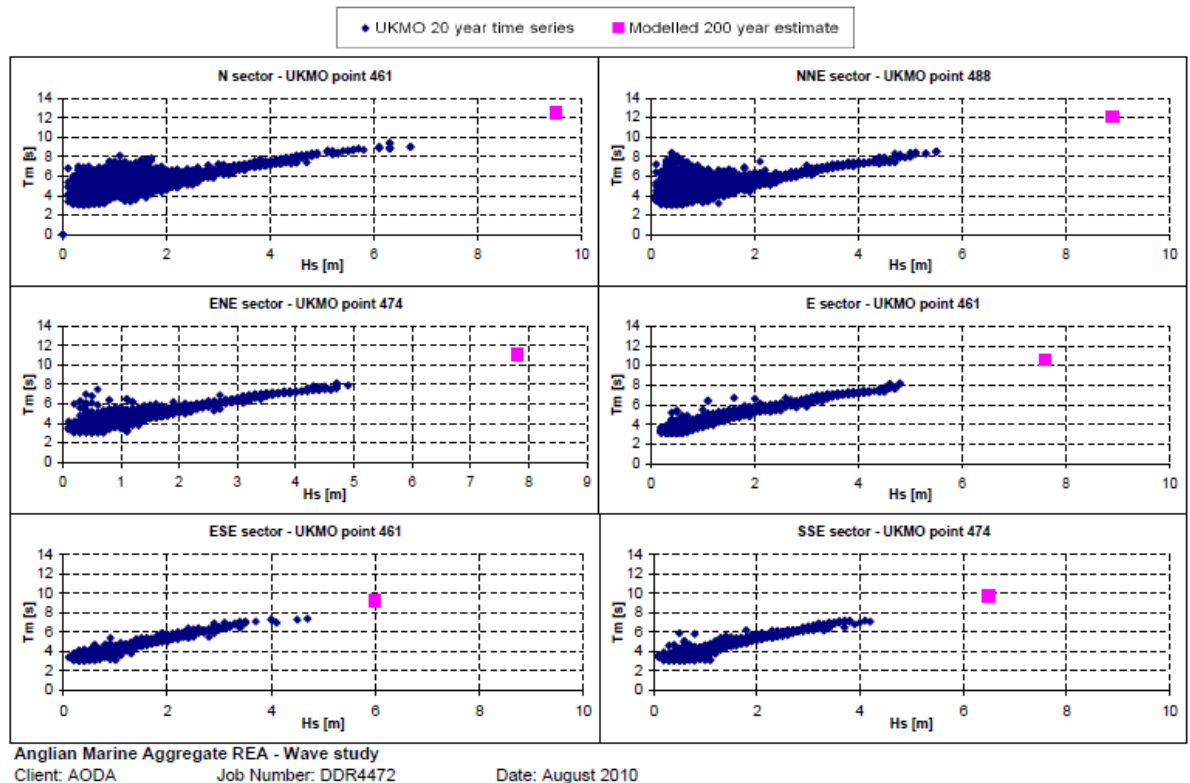 UKMO 20 year time series Modelled 200 year estimate
N sector - UKMO point 461
Tm [s]
14
12
10
8
6
4
2
0
0 2 4 6 8 10
Hs [m]
NNE sector - UKMO point 488
Tm [s]
14
12
10
8
6
4
2
0
0 2 4 6 8 10
Hs [m]
ENE sector - UKMO point 474
Tm [s]
14
12
10
8
6
4
2
0
0 1 2 3 4 5 6 7 8 9
Hs [m]
E sector - UKMO point 461
Tm [s]
14
12
10
8
6
4
2
0
0 2 4 6 8 10
Hs [m]
ESE sector - UKMO point 461
Tm [s]
14
12
10
8
6
4
2
0
0 2 4 6 8 10
Hs [m]
SSE sector - UKMO point 474
Tm [s]
14
12
10
8
6
4
2
0
0 2 4 6 8 10
Hs [m]
Anglian Marine Aggregate REA - Wave study
Client: AODA Job Number: DDR4472 Date: August 2010